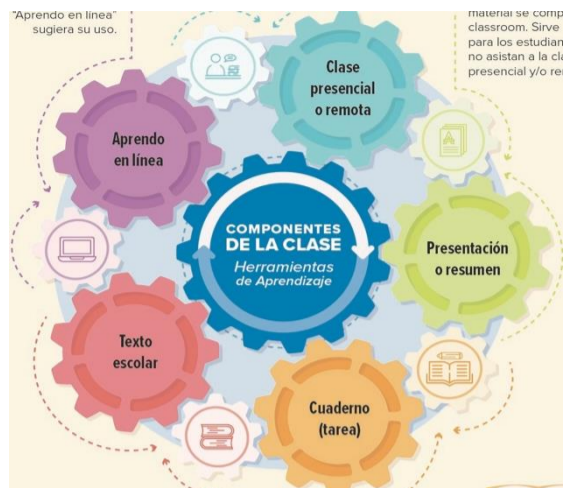 "Aprendo en línea"
sugiera su uso.
material se comp
classroom. Sirve
para los estudian
no asistan a la cla
presencial y/o re
Clase
presencial
o remota
Aprendo
en línea
COMPONENTES
DE LA CLASE
Herramientas
de Aprendizaje
Presentación
o resumen
Texto
escolar
Cuaderno
(tarea)